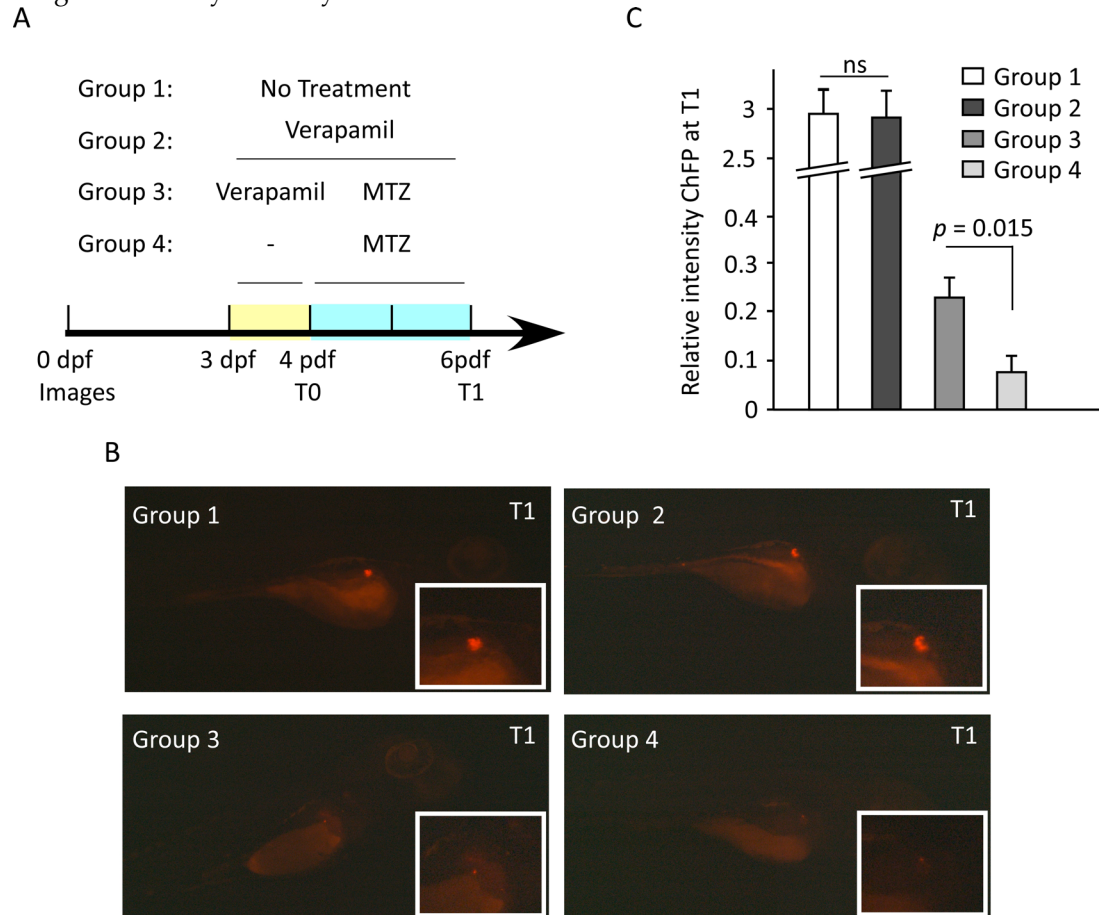 A
Group 1: No Treatment
Group 2: Verapamil
Group 3: Verapamil MTZ
Group 4: - MTZ
0 dpf 3 dpf 4 pdf 6pdf
Images T0 T1
C
Relative intensity ChFP at T1
3
2.5
0.4
0.3
0.2
0.1
0
ns
p = 0.015
Group 1
Group 2
Group 3
Group 4
B
Group 1 T1
Group 2 T1
Group 3 T1
Group 4 T1